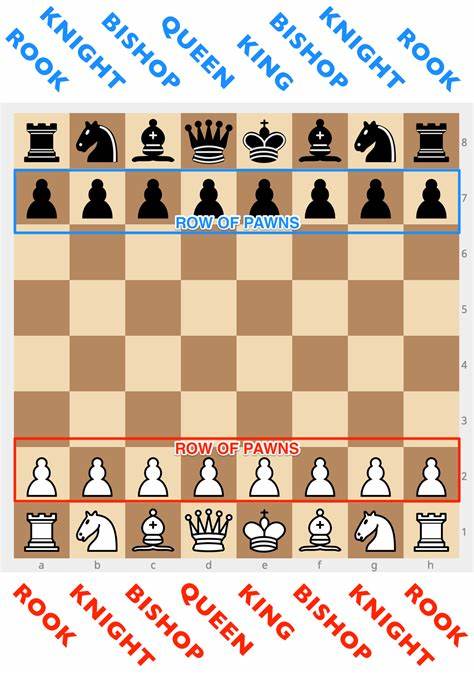 ROOK KNIGHT BISHOP QUEEN KING BISHOP KNIGHT ROOK
8
7
ROW OF PAWNS
6
5
4
3
ROW OF PAWNS
2
1
a b c d e f g h
ROOK KNIGHT BISHOP QUEEN KING BISHOP KNIGHT ROOK